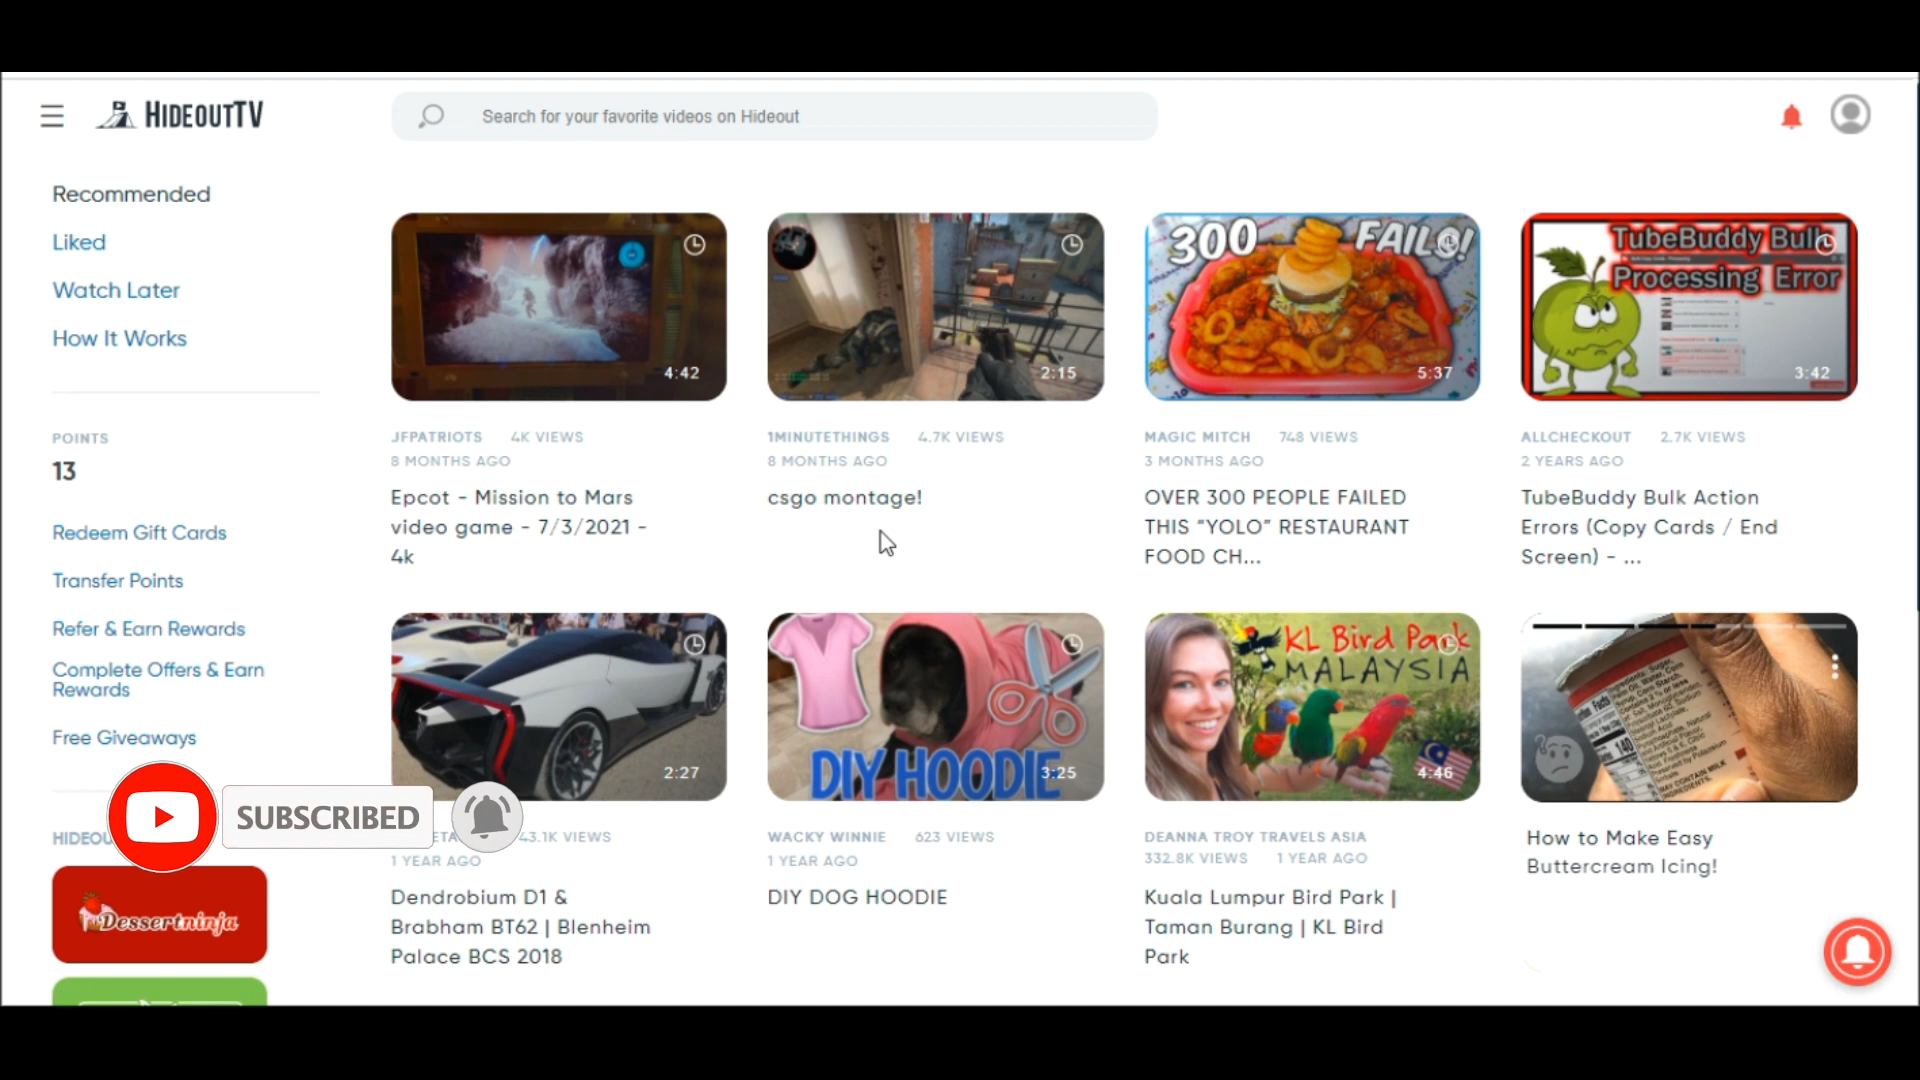 HIDEOUTTV
Search for your favorite videos on Hideout
Recommended
Liked
Watch Later
How It Works
POINTS
13
Redeem Gift Cards
Transfer Points
Refer & Earn Rewards
Complete Offers & Earn
Rewards
Free Giveaways
SUBSCRIBED
HIDEOU
Dessertninja
4:42
JFPATRIOTS 4K VIEWS
8 MONTHS AGO
Epcot - Mission to Mars
video game - 7/3/2021 -
4k
2:15
1MINUTETHINGS 4.7K VIEWS
8 MONTHS AGO
csgo montage!
300 FAILS!
5:37
MAGIC MITCH 748 VIEWS
3 MONTHS AGO
OVER 300 PEOPLE FAILED
THIS “YOLO” RESTAURANT
FOOD CH...
TubeBuddy Bulk
Processing Error
3:42
ALLCHECKOUT 2.7K VIEWS
2 YEARS AGO
TubeBuddy Bulk Action
Errors (Copy Cards / End
Screen) - ...
2:27
43.1K VIEWS
1 YEAR AGO
Dendrobium D1 &
Brabham BT62 | Blenheim
Palace BCS 2018
DIY HOODIE
3:25
WACKY WINNIE 623 VIEWS
1 YEAR AGO
DIY DOG HOODIE
KL Bird Park
MALAYSIA
4:46
DEANNA TROY TRAVELS ASIA
332.8K VIEWS 1 YEAR AGO
Kuala Lumpur Bird Park |
Taman Burang | KL Bird
Park
How to Make Easy
Buttercream Icing!